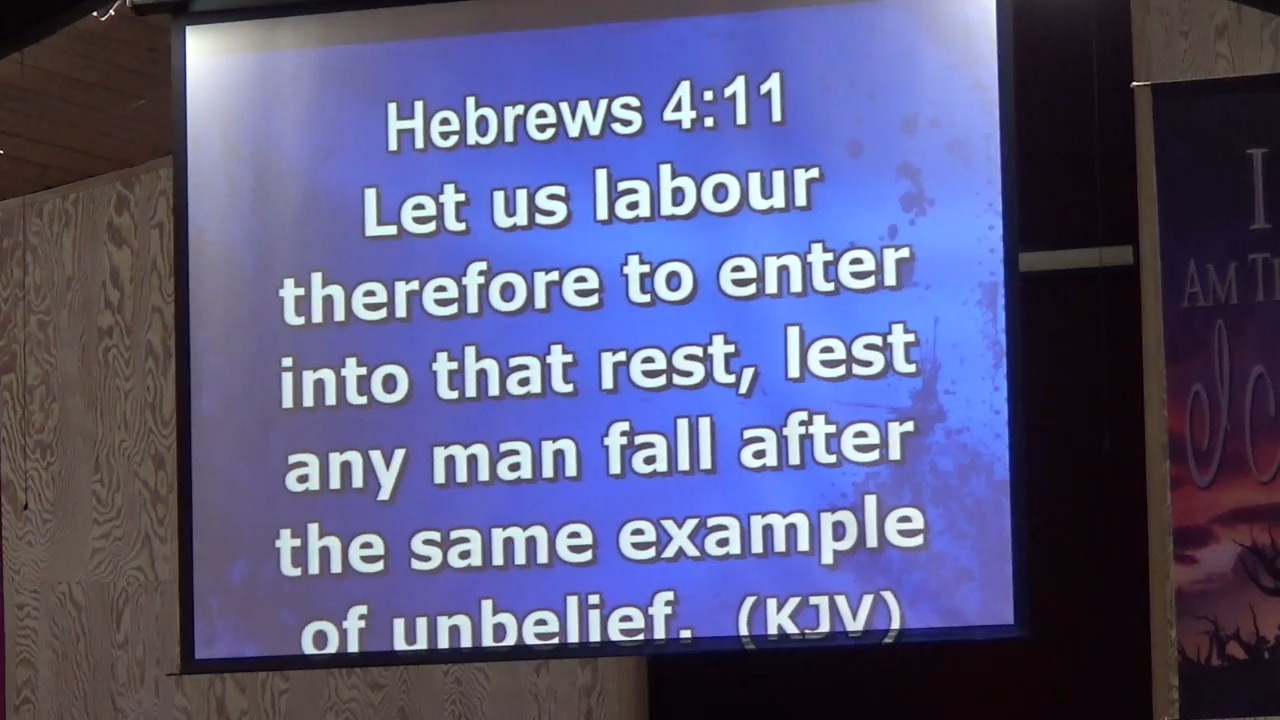 Hebrews 4:11
Let us labour
therefore to enter
into that rest, lest
any man fall after
the same example
of unbelief. (KJV)
I
AM